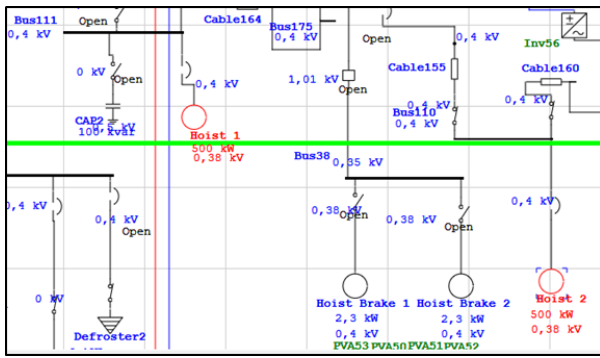 Bus111
0,4 kV
Open
Cable164
Bus175
0,4 kV
Open
0,4 kV
Inv56
0 kV
Open
0,4 kV
1,01 kV
Open
Cable155
Cable160
0,4 kV
Bus110
0,4 kV
0,4 kV
CAP2
100 kvar
Hoist 1
500 kW
0,38 kV
Bus38
0,35 kV
0,4 kV
0,4 kV
Open
0,38 kV
Open
0,38 kV
Open
0,4 kV
0 kV
Defroster2
Hoist Brake 1
2,3 kW
0,4 kV
Hoist Brake 2
2,3 kW
0,4 kV
Hoist 2
500 kW
0,38 kV
PVA53 PVA50 PVA51 PVA52